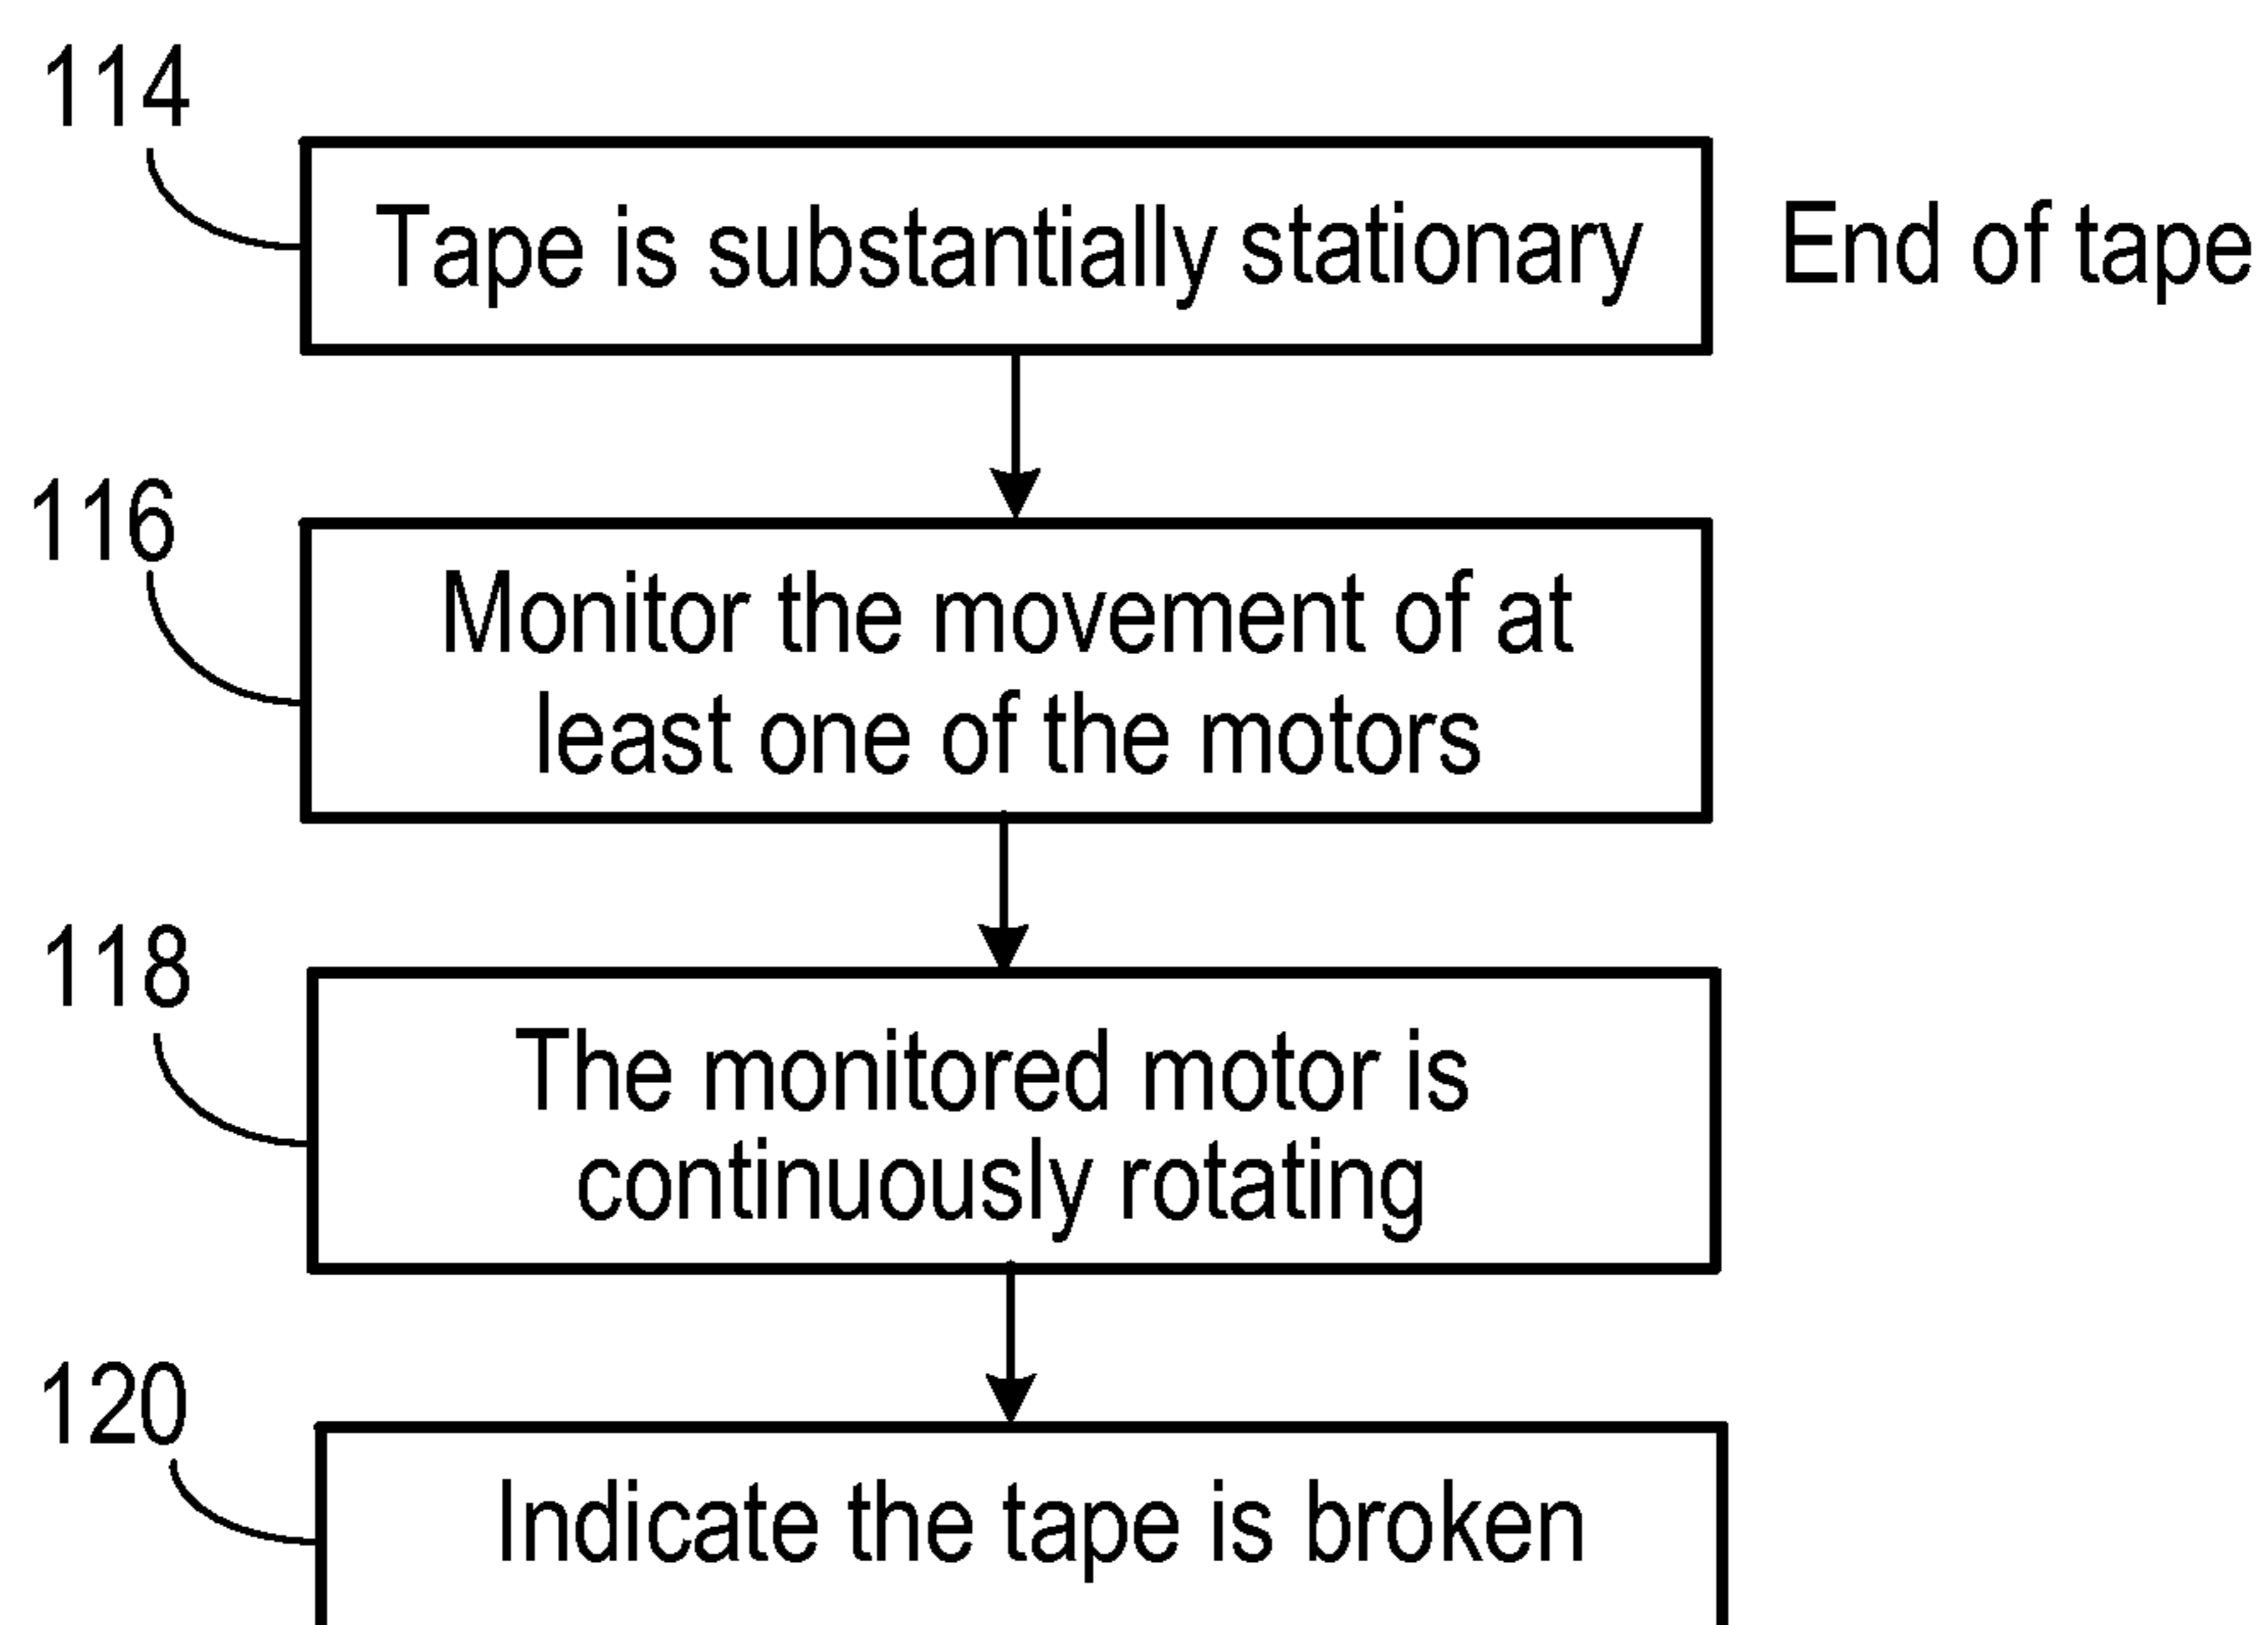 114
Tape is substantially stationary
End of tape
116
Monitor the movement of at
least one of the motors
118
The monitored motor is
continuously rotating
120
Indicate the tape is broken